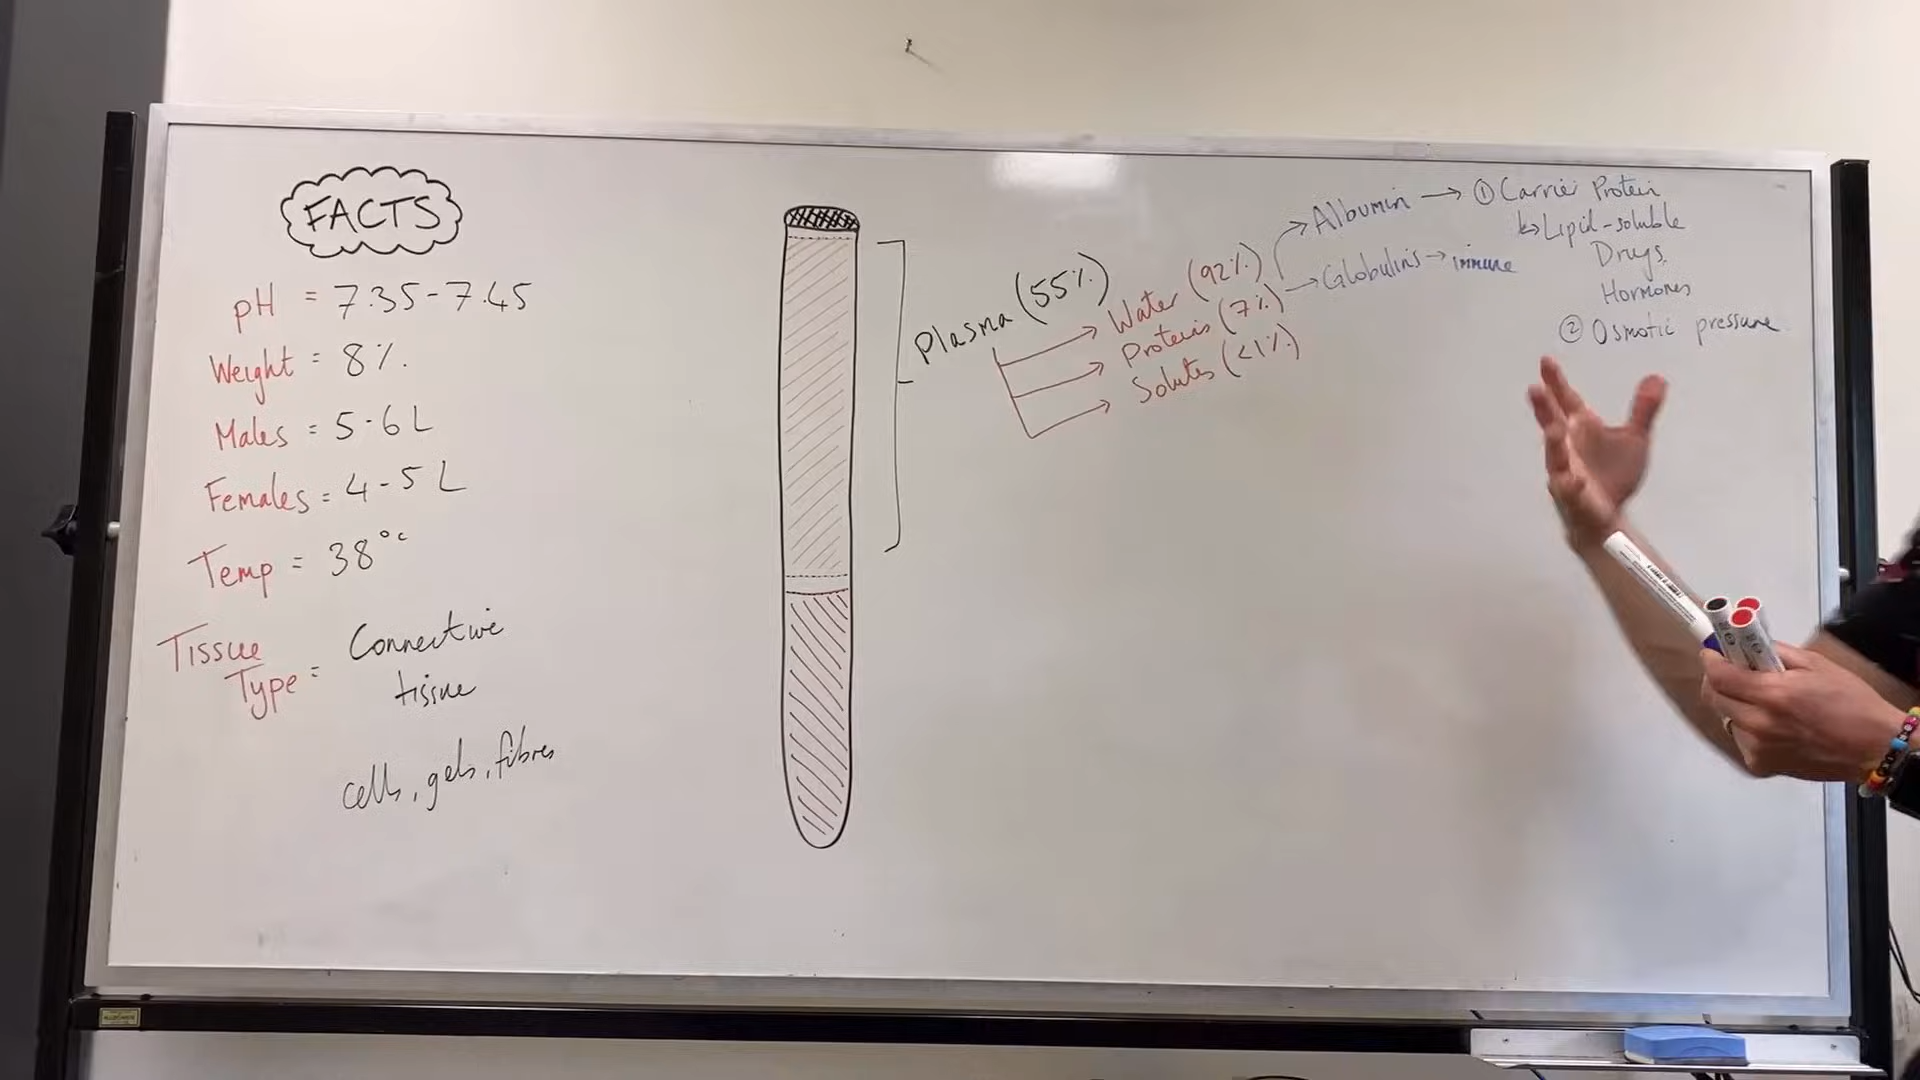 FACTS
pH = 7.35-7.45
Weight = 8%.
Males = 5-6L
Females = 4-5L
Temp = 38°c
Tissue Type = Connective tissue
cells, gels, fibres
Plasma (55%)
Water (92%)
Proteins (7%)
Solutes (<1%)
→ Albumin → ① Carrier Protein
↳ Lipid-soluble
Drugs
Hormones
② Osmotic pressure
→ Globulins → immune